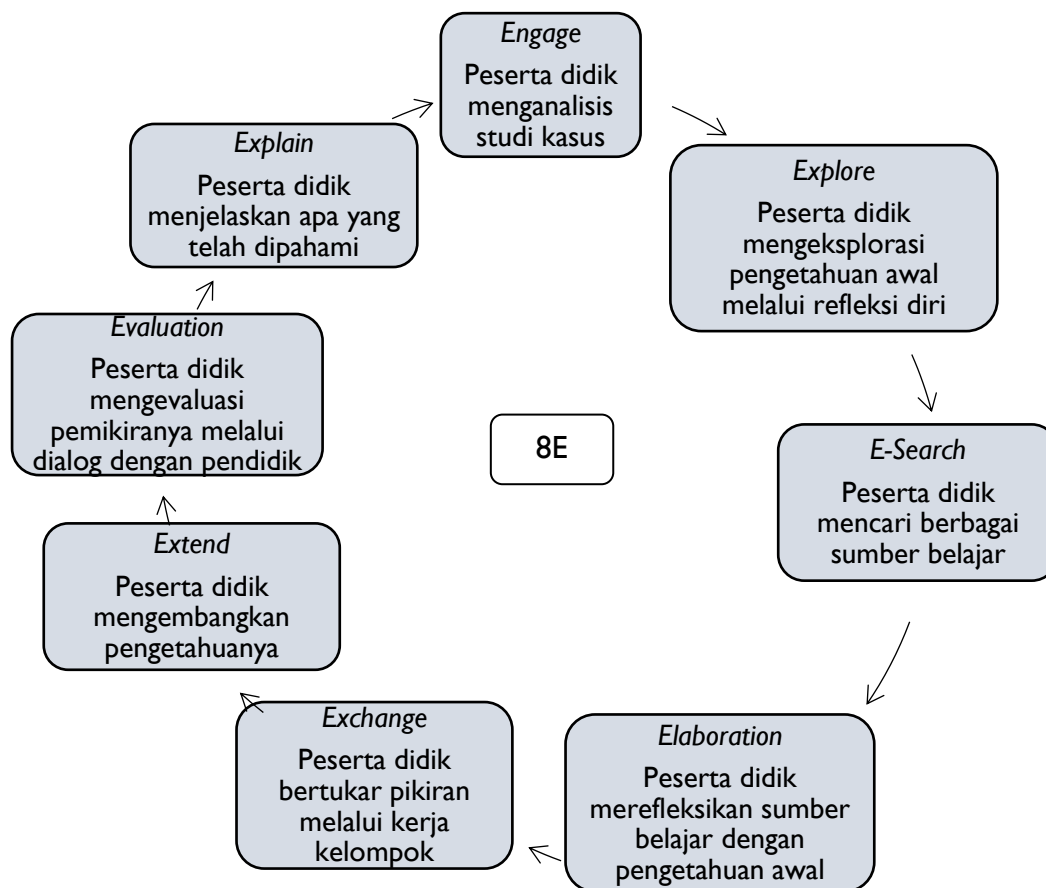 Engage
Peserta didik
menganalisis
studi kasus
Explore
Peserta didik
mengeksplorasi
pengetahuan awal
melalui refleksi diri
E-Search
Peserta didik
mencari berbagai
sumber belajar
Elaboration
Peserta didik
merefleksikan sumber
belajar dengan
pengetahuan awal
Exchange
Peserta didik
bertukar pikiran
melalui kerja
kelompok
Extend
Peserta didik
mengembangkan
pengetahuanya
Evaluation
Peserta didik
mengevaluasi
pemikiranya melalui
dialog dengan pendidik
Explain
Peserta didik
menjelaskan apa yang
telah dipahami
8E